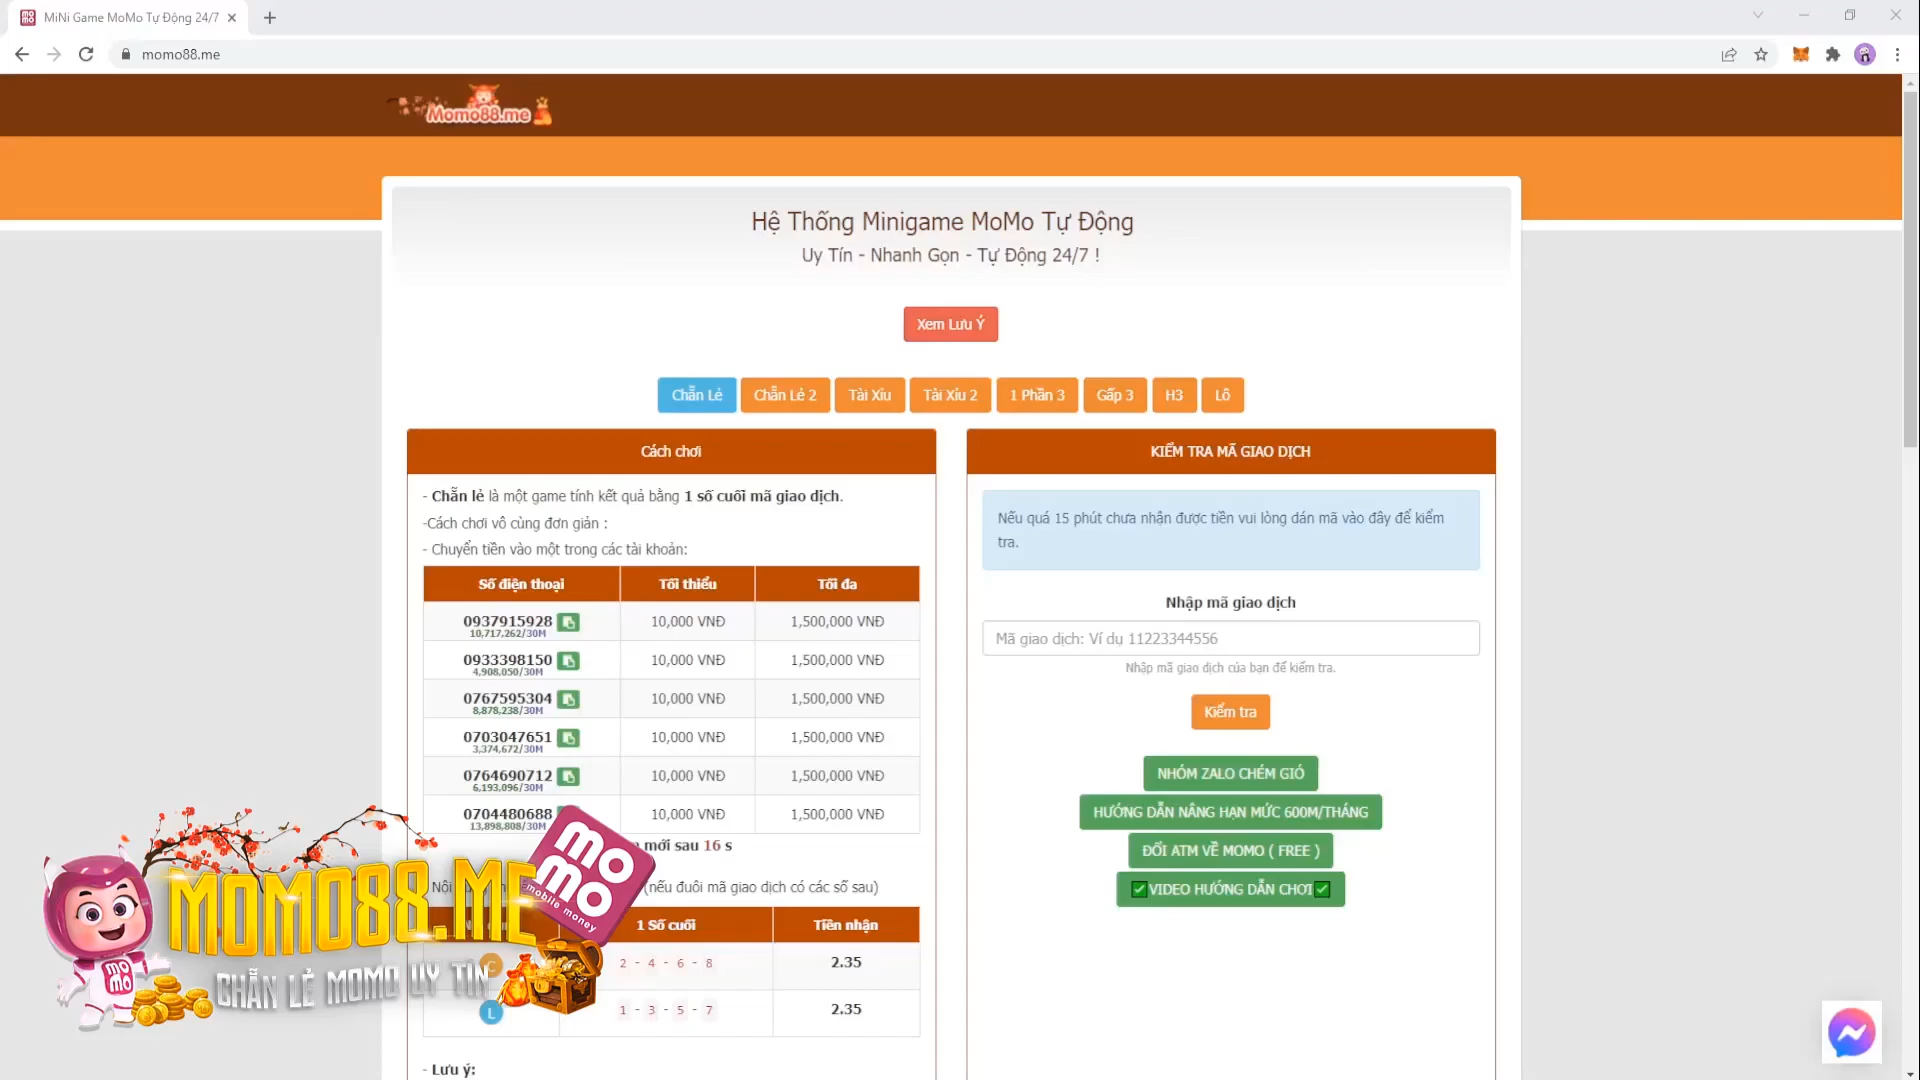 MiNi Game MoMo Tự Động 24/7
momo88.me
Momo88.me
Hệ Thống Minigame MoMo Tự Động
Uy Tín - Nhanh Gọn - Tự Động 24/7 !
Xem Lưu Ý
Chẵn Lẻ
Chẵn Lẻ 2
Tài Xỉu
Tài Xỉu 2
1 Phần 3
Gấp 3
H3
Lô
Cách chơi
- Chẵn lẻ là một game tính kết quả bằng 1 số cuối mã giao dịch.
-Cách chơi vô cùng đơn giản :
- Chuyển tiền vào một trong các tài khoản:
Số điện thoại Tối thiểu Tối đa
0937915928 10,000 VNĐ 1,500,000 VNĐ
10,717,262/30M
0933398150 10,000 VNĐ 1,500,000 VNĐ
4,908,050/30M
0767595304 10,000 VNĐ 1,500,000 VNĐ
8,878,238/30M
0703047651 10,000 VNĐ 1,500,000 VNĐ
3,374,672/30M
0764690712 10,000 VNĐ 1,500,000 VNĐ
6,193,096/30M
0704480688 10,000 VNĐ 1,500,000 VNĐ
13,898,808/30M
mới sau 16 s
(nếu đuôi mã giao dịch có các số sau)
1 Số cuối Tiền nhận
C 2 - 4 - 6 - 8 2.35
L 1 - 3 - 5 - 7 2.35
- Lưu ý:
KIỂM TRA MÃ GIAO DỊCH
Nếu quá 15 phút chưa nhận được tiền vui lòng dán mã vào đây để kiểm
tra.
Nhập mã giao dịch
Mã giao dịch: Ví dụ 11223344556
Nhập mã giao dịch của bạn để kiểm tra.
Kiểm tra
NHÓM ZALO CHÉM GIÓ
HƯỚNG DẪN NÂNG HẠN MỨC 600M/THÁNG
ĐỔI ATM VỀ MOMO ( FREE )
VIDEO HƯỚNG DẪN CHƠI
MOMO88.ME
CHẴN LẺ MOMO UY TÍN
mo
mo
mobile money
mo
mo